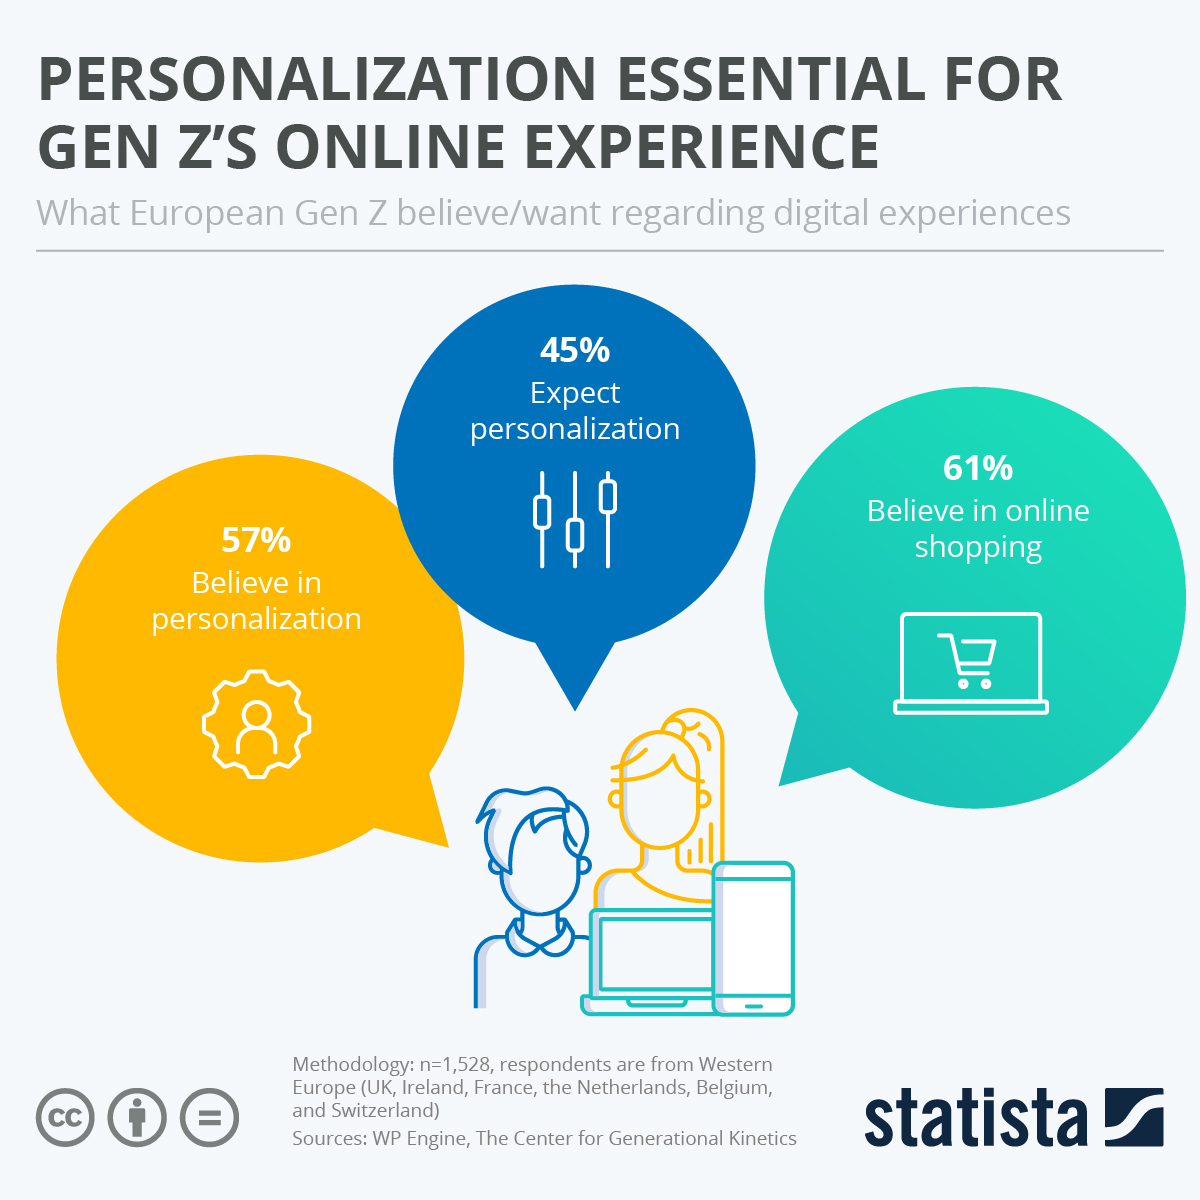 PERSONALIZATION ESSENTIAL FOR
GEN Z’S ONLINE EXPERIENCE
What European Gen Z believe/want regarding digital experiences
45%
Expect
personalization
61%
Believe in online
shopping
57%
Believe in
personalization
Methodology: n=1,528, respondents are from Western
Europe (UK, Ireland, France, the Netherlands, Belgium,
and Switzerland)
Sources: WP Engine, The Center for Generational Kinetics
cc
=
statista